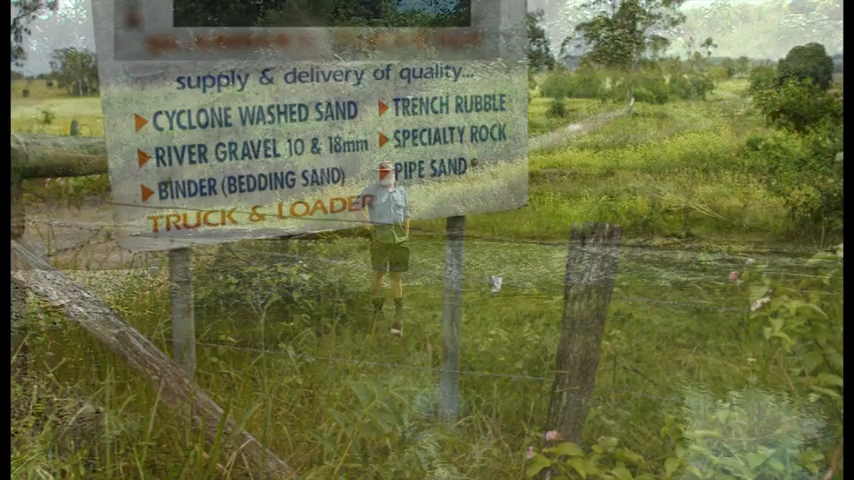 supply & delivery of quality...
CYCLONE WASHED SAND
TRENCH RUBBLE
RIVER GRAVEL 10 & 18mm
SPECIALTY ROCK
BINDER (BEDDING SAND)
PIPE SAND
TRUCK & LOADER